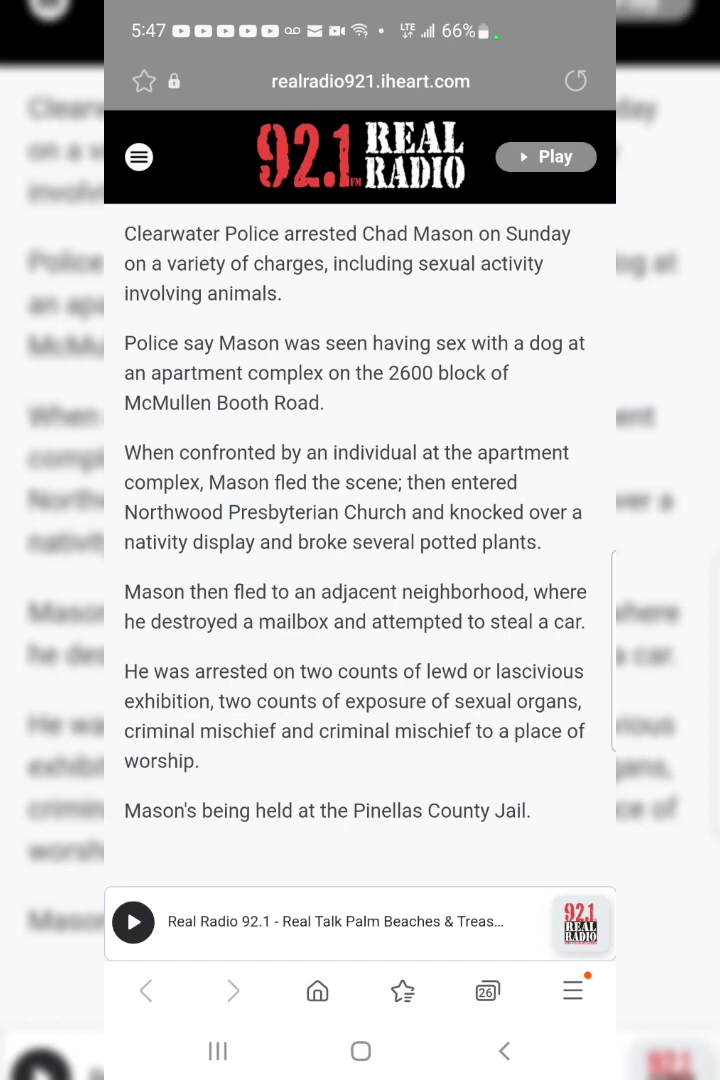 5:47 LTE 66%
realradio921.iheart.com
92.1 FM REAL RADIO
Play
Clearwater Police arrested Chad Mason on Sunday
on a variety of charges, including sexual activity
involving animals.
Police say Mason was seen having sex with a dog at
an apartment complex on the 2600 block of
McMullen Booth Road.
When confronted by an individual at the apartment
complex, Mason fled the scene; then entered
Northwood Presbyterian Church and knocked over a
nativity display and broke several potted plants.
Mason then fled to an adjacent neighborhood, where
he destroyed a mailbox and attempted to steal a car.
He was arrested on two counts of lewd or lascivious
exhibition, two counts of exposure of sexual organs,
criminal mischief and criminal mischief to a place of
worship.
Mason's being held at the Pinellas County Jail.
Real Radio 92.1 - Real Talk Palm Beaches & Treas...
92.1
REAL
RADIO
26